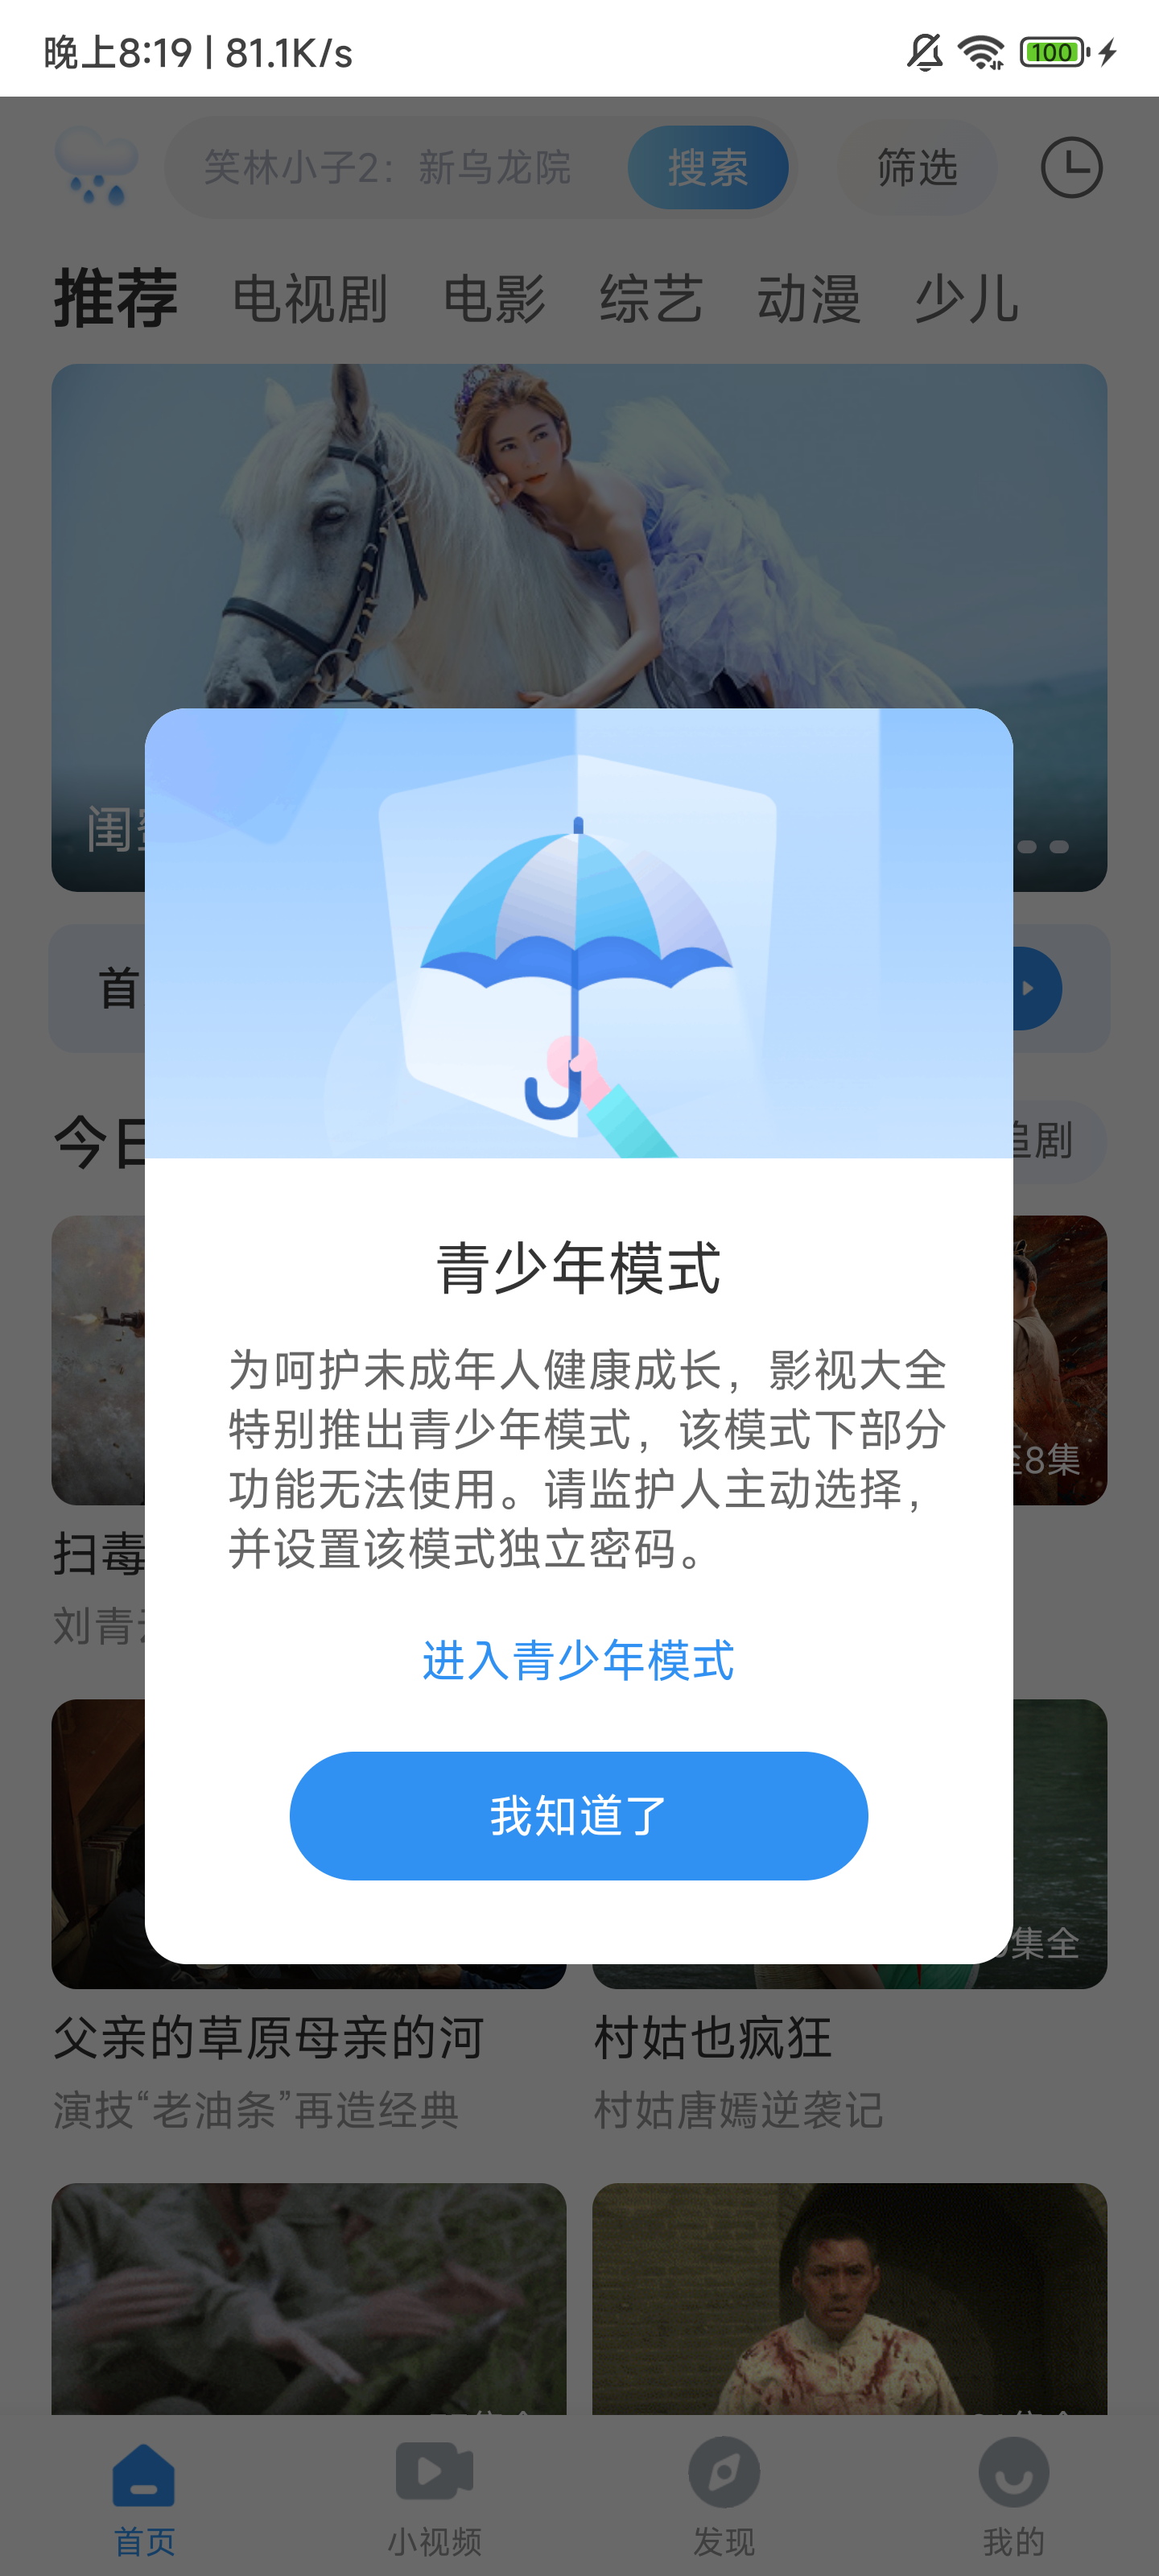 晚上8:19 | 81.1K/s
100
笑林小子2：新乌龙院
搜索
筛选
推荐 电视剧 电影 综艺 动漫 少儿
闺
首
今日
追剧
青少年模式
为呵护未成年人健康成长，影视大全
特别推出青少年模式，该模式下部分
功能无法使用。请监护人主动选择，
并设置该模式独立密码。
进入青少年模式
我知道了
至8集
扫毒
刘青
集全
父亲的草原母亲的河
村姑也疯狂
演技“老油条”再造经典
村姑唐嫣逆袭记
首页
小视频
发现
我的